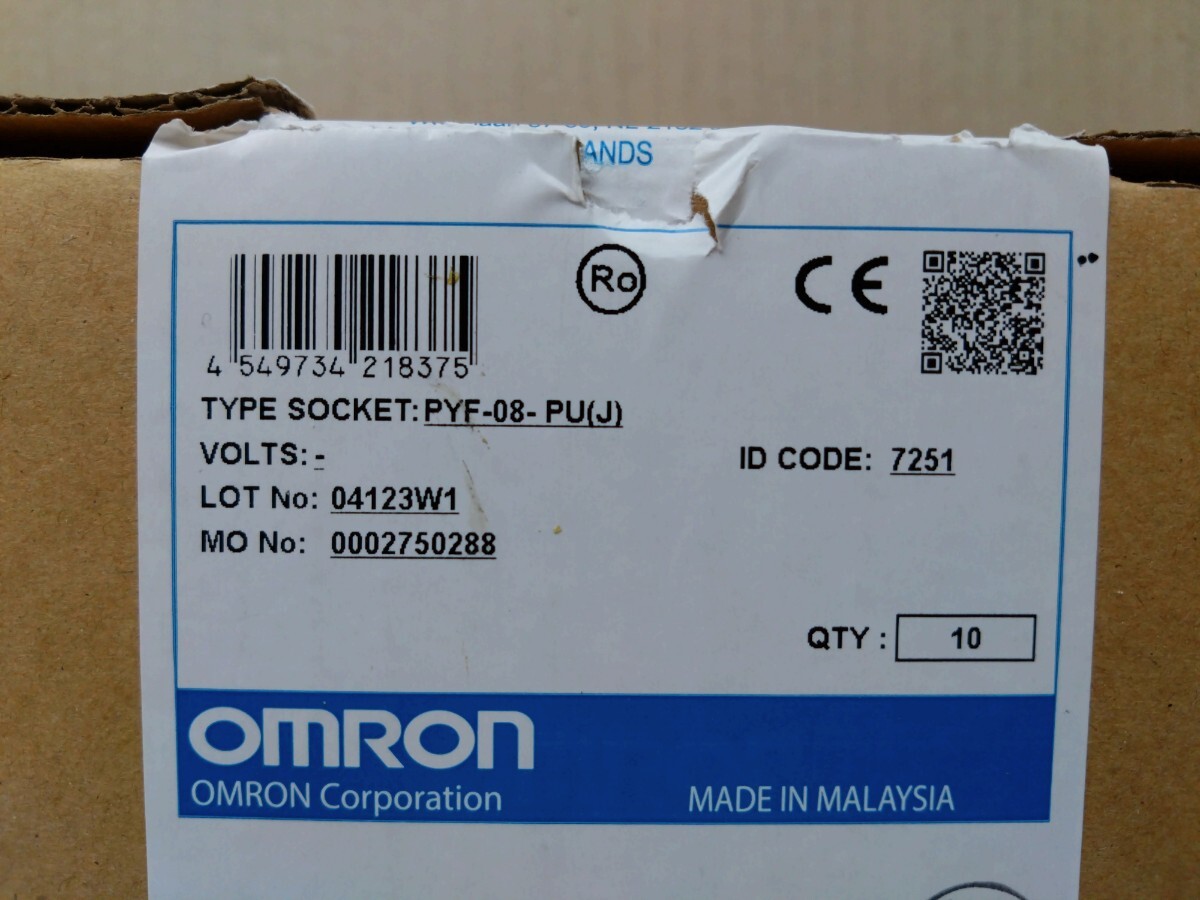 ANDS
4 549734 218375
Ro
CE
TYPE SOCKET: PYF-08- PU(J)
VOLTS: -
ID CODE: 7251
LOT No: 04123W1
MO No: 0002750288
QTY : 10
OMRON
OMRON Corporation
MADE IN MALAYSIA